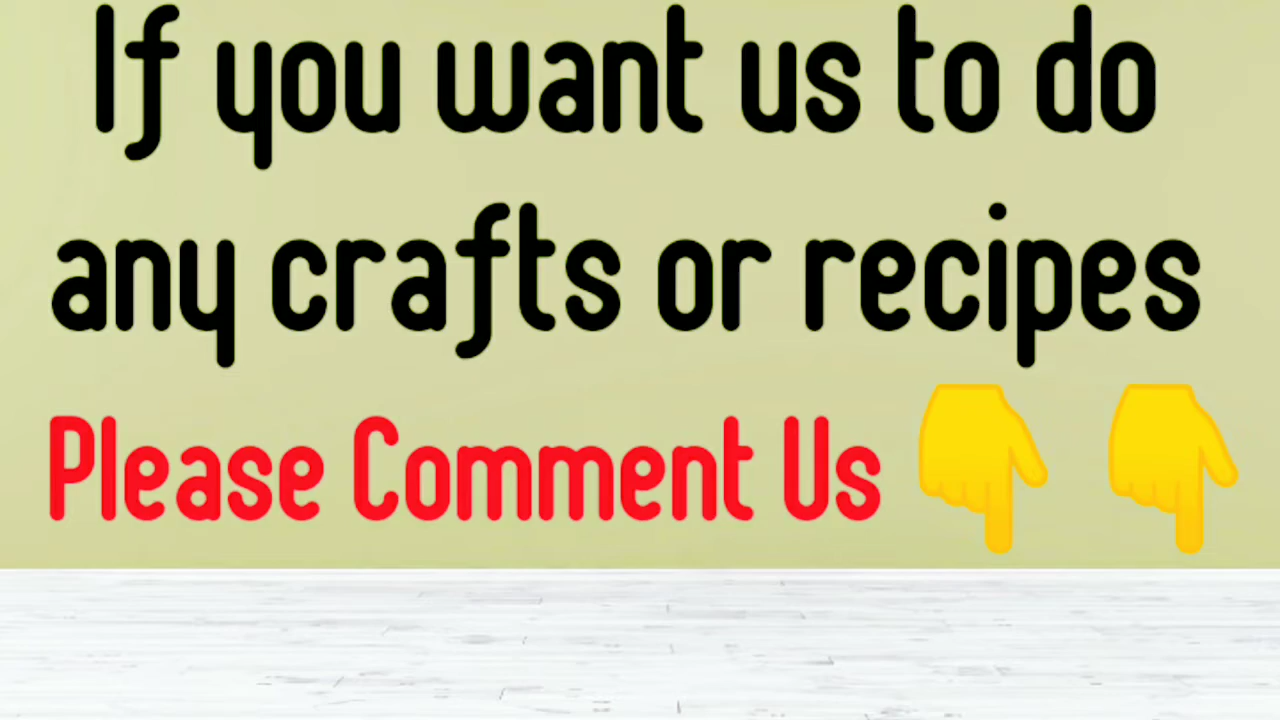 If you want us to do
any crafts or recipes
Please Comment Us 👇 👇